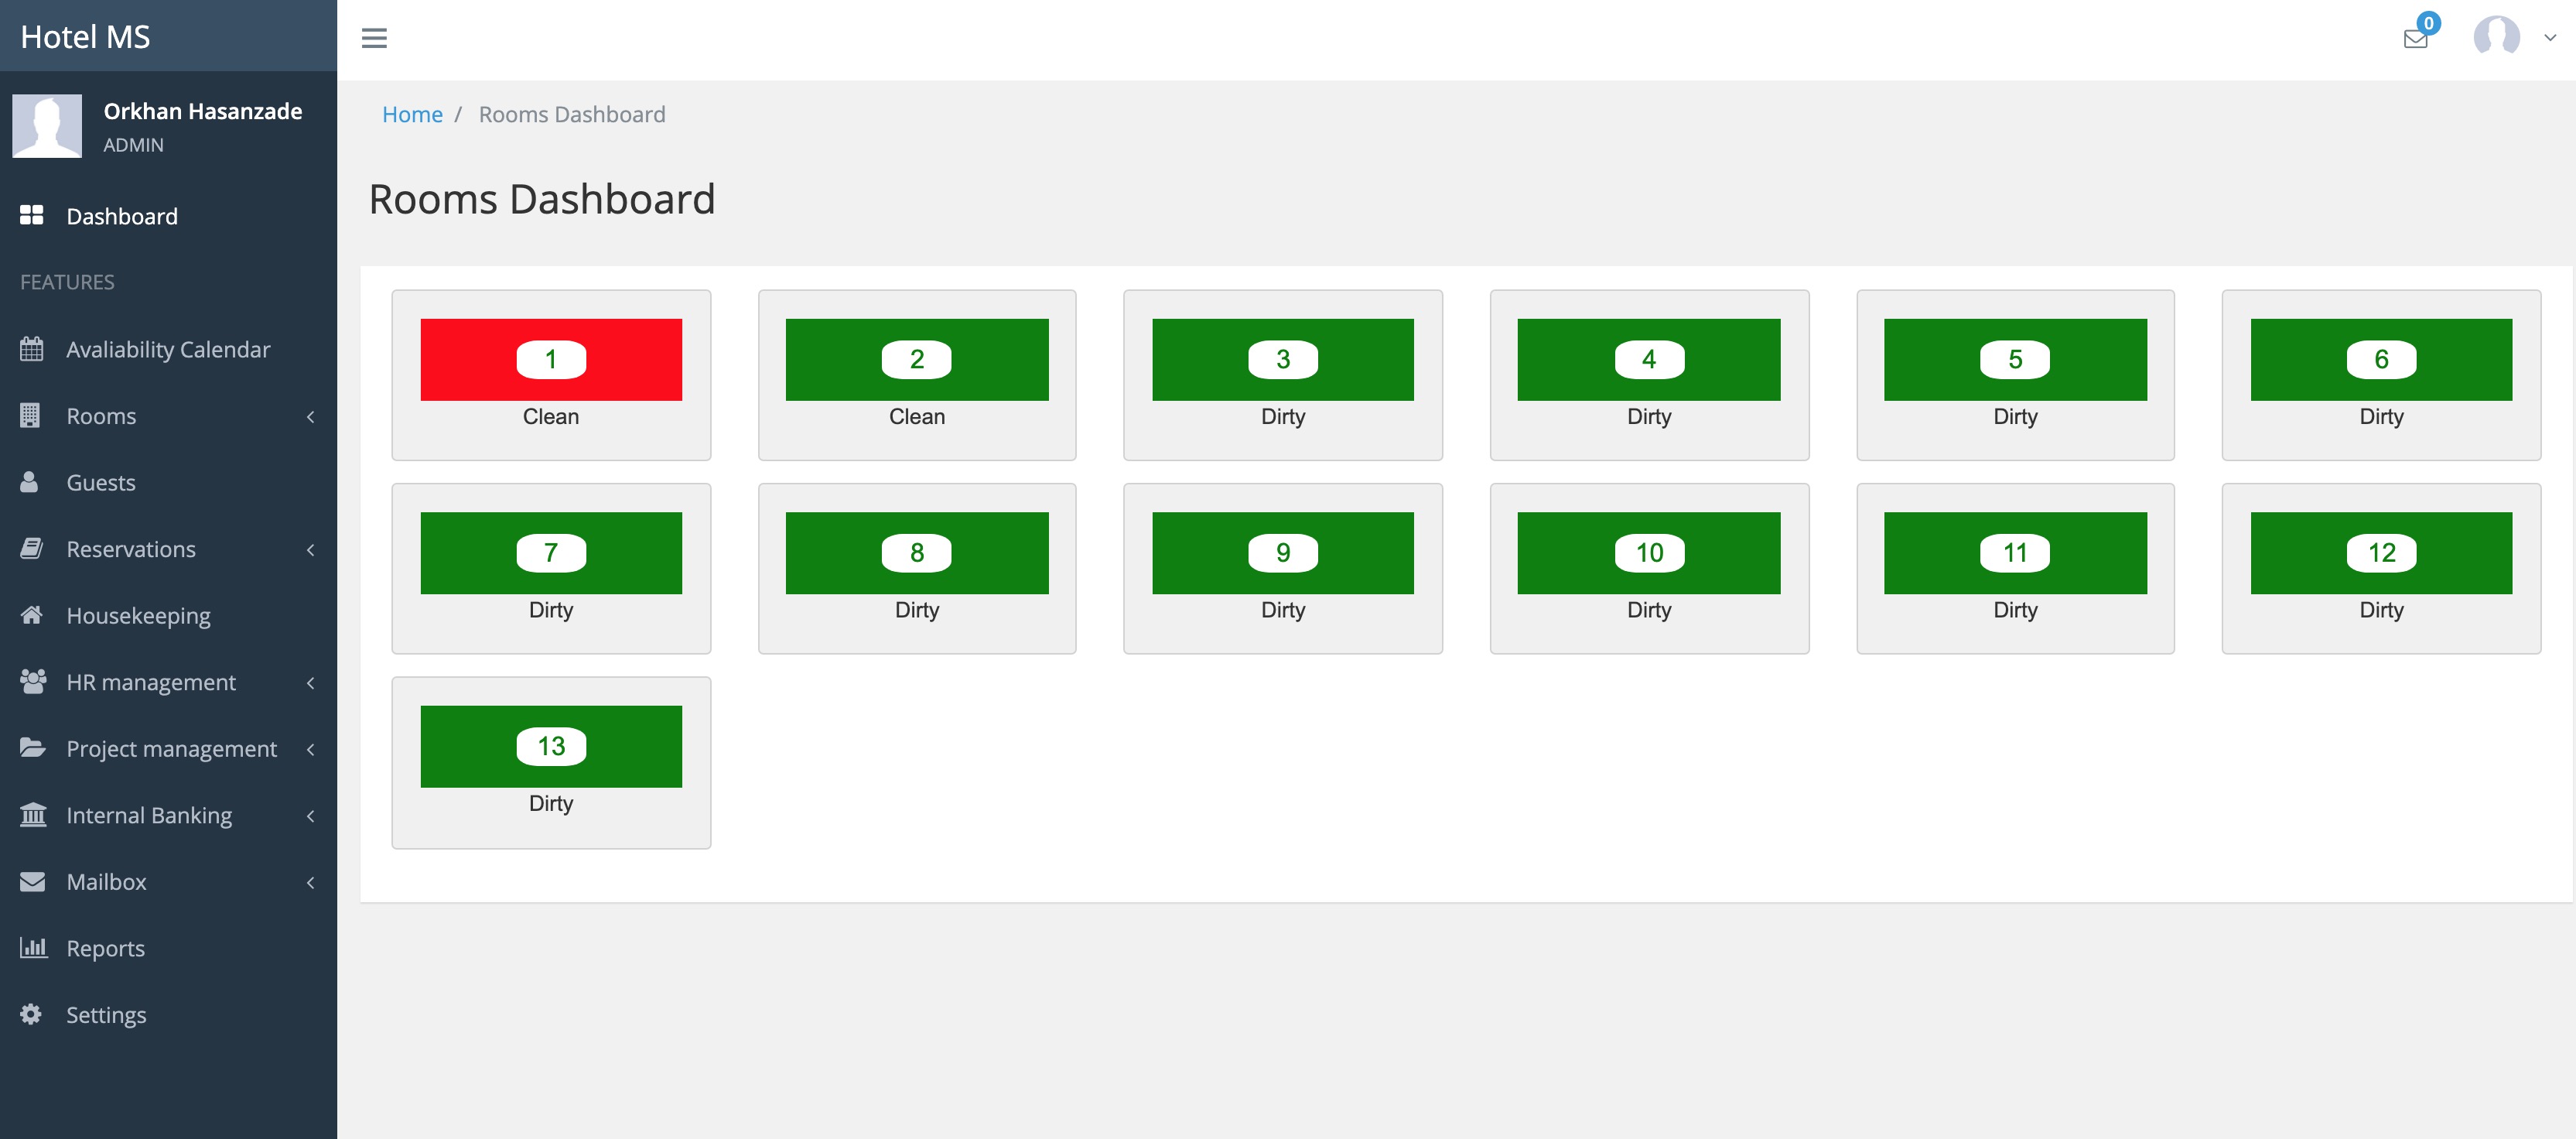 Hotel MS
0
Orkhan Hasanzade
ADMIN
Dashboard
FEATURES
Avaliability Calendar
Rooms
Guests
Reservations
Housekeeping
HR management
Project management
Internal Banking
Mailbox
Reports
Settings
Home / Rooms Dashboard
Rooms Dashboard
1
Clean
2
Clean
3
Dirty
4
Dirty
5
Dirty
6
Dirty
7
Dirty
8
Dirty
9
Dirty
10
Dirty
11
Dirty
12
Dirty
13
Dirty